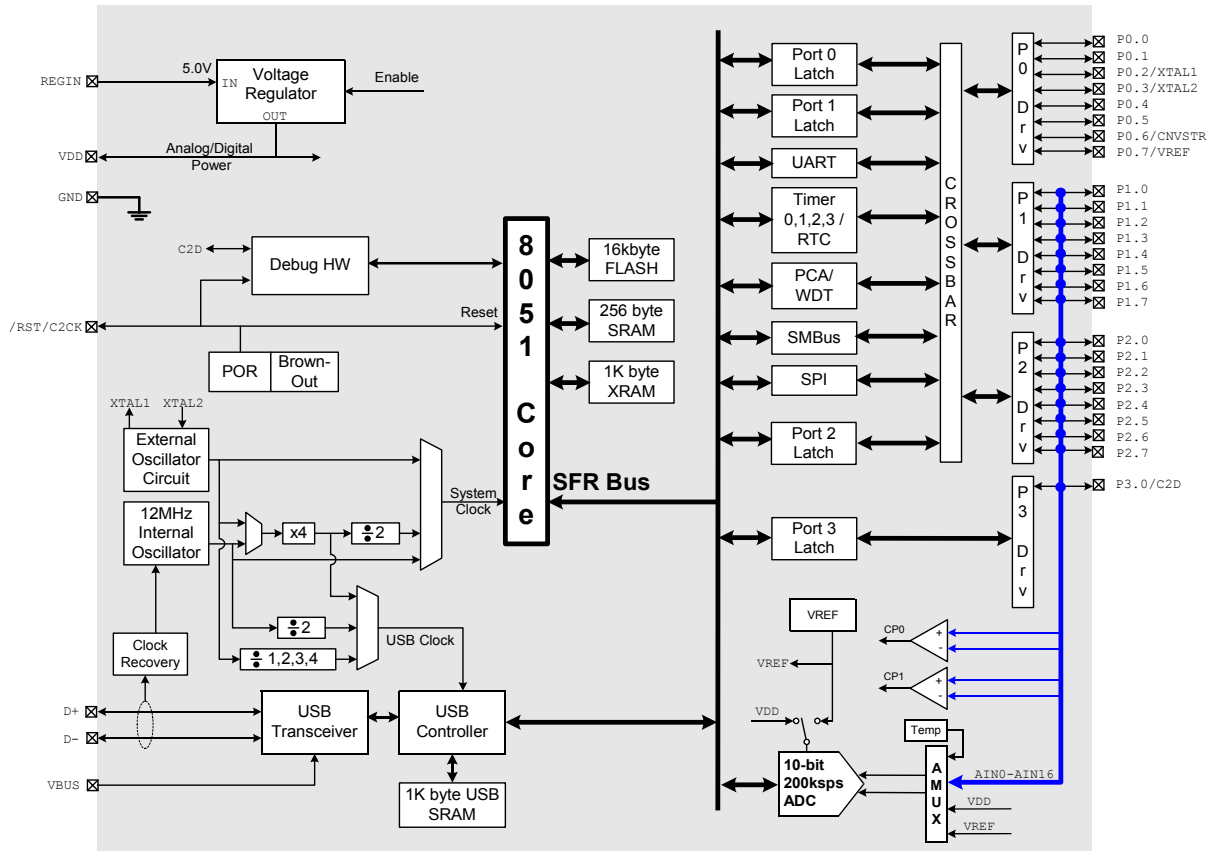 REGIN
5.0V
IN
Voltage
Regulator
OUT
Enable
VDD
Analog/Digital
Power
GND
C2D
Debug HW
/RST/C2CK
Reset
POR
Brown-
Out
XTAL1
XTAL2
External
Oscillator
Circuit
12MHz
Internal
Oscillator
x4
÷2
System
Clock
÷2
÷ 1,2,3,4
USB Clock
Clock
Recovery
D+
D-
VBUS
USB
Transceiver
USB
Controller
1K byte USB
SRAM
8051 Core
16kbyte
FLASH
256 byte
SRAM
1K byte
XRAM
SFR Bus
Port 0
Latch
Port 1
Latch
UART
Timer
0,1,2,3 /
RTC
PCA/
WDT
SMBus
SPI
Port 2
Latch
Port 3
Latch
CROSSBAR
P0 Drv
P1 Drv
P2 Drv
P3 Drv
P0.0
P0.1
P0.2/XTAL1
P0.3/XTAL2
P0.4
P0.5
P0.6/CNVSTR
P0.7/VREF
P1.0
P1.1
P1.2
P1.3
P1.4
P1.5
P1.6
P1.7
P2.0
P2.1
P2.2
P2.3
P2.4
P2.5
P2.6
P2.7
P3.0/C2D
VREF
VREF
VDD
CP0
+
-
CP1
+
-
Temp
10-bit
200ksps
ADC
AMUX
AIN0-AIN16
VDD
VREF